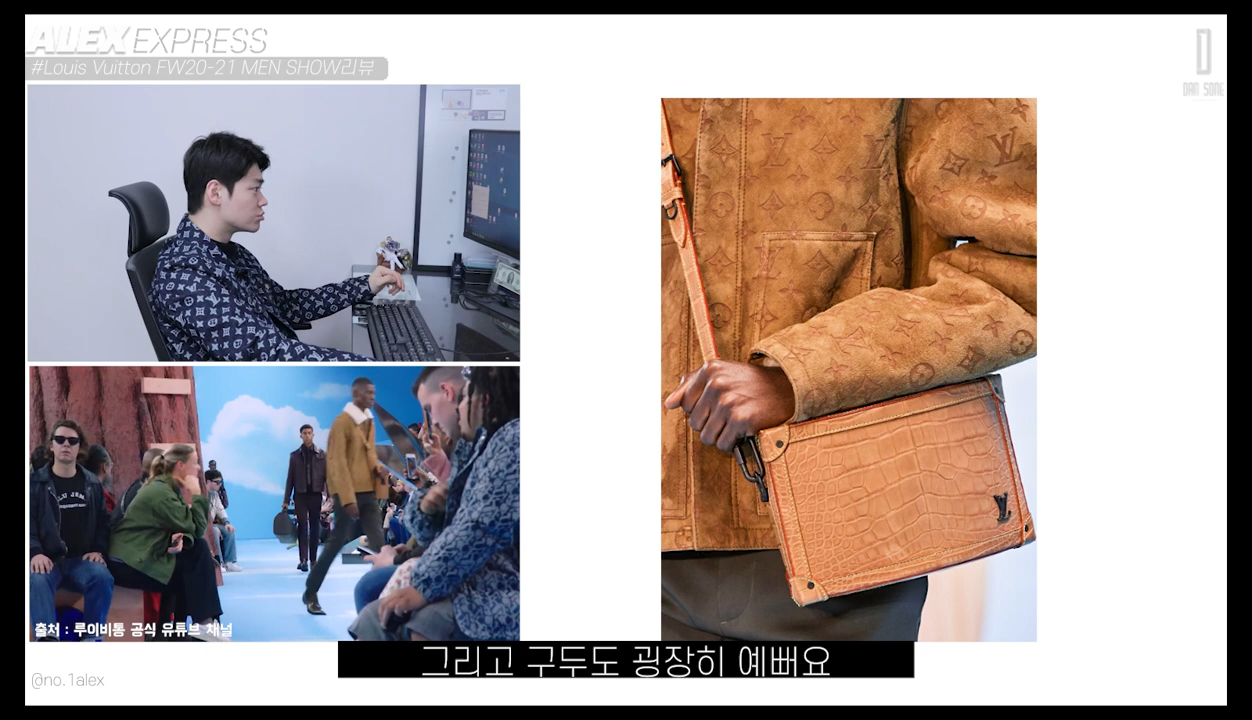 ALEX EXPRESS
#Louis Vuitton FW20-21 MEN SHOW리뷰
D
DAN SONG
출처 : 루이비통 공식 유튜브 채널
그리고 구두도 굉장히 예뻐요
@no.1alex